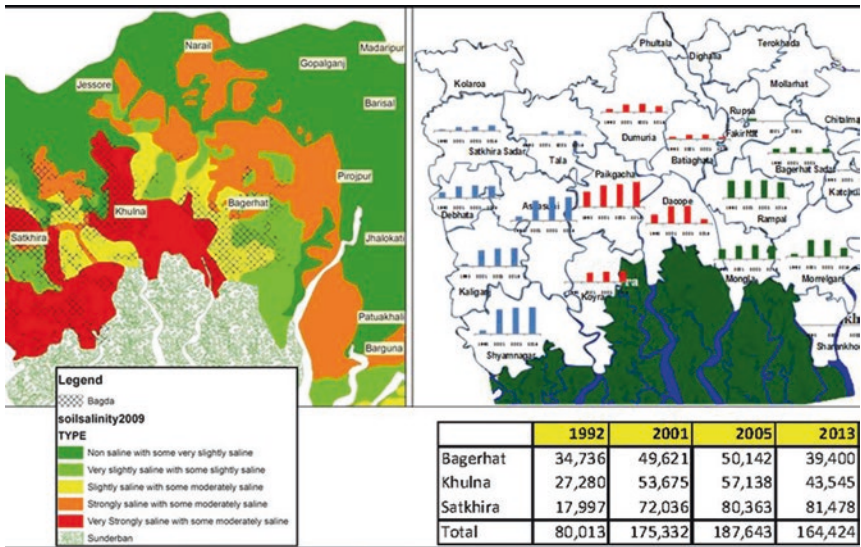 Narail
Madaripur
Gopalganj
Jessore
Barisal
Pirojpur
Bagerhat
Khulna
Satkhira
Jhalokati
Patuakhali
Barguna
Legend
Bagda
soilsalinity2009
TYPE
Non saline with some very slightly saline
Very slightly saline with some slightly saline
Slightly saline with some moderately saline
Strongly saline with some moderately saline
Very Strongly saline with some moderately saline
Sunderban
Phultala
Dighalia
Terokhada
Kolaroa
Mollarhat
Rupsa
Chitalma
Fakirhat
Dumuria
Satkhira Sadar
Tala
Batiaghata
Bagerhat Sadar
Paikgacha
Debhata
Dacope
Rampal
Kaliganj
Koyra
Mongla
Morrelganj
Shyamnagar
1992 2001 2005 2013
Bagerhat 34,736 49,621 50,142 39,400
Khulna 27,280 53,675 57,138 43,545
Satkhira 17,997 72,036 80,363 81,478
Total 80,013 175,332 187,643 164,424